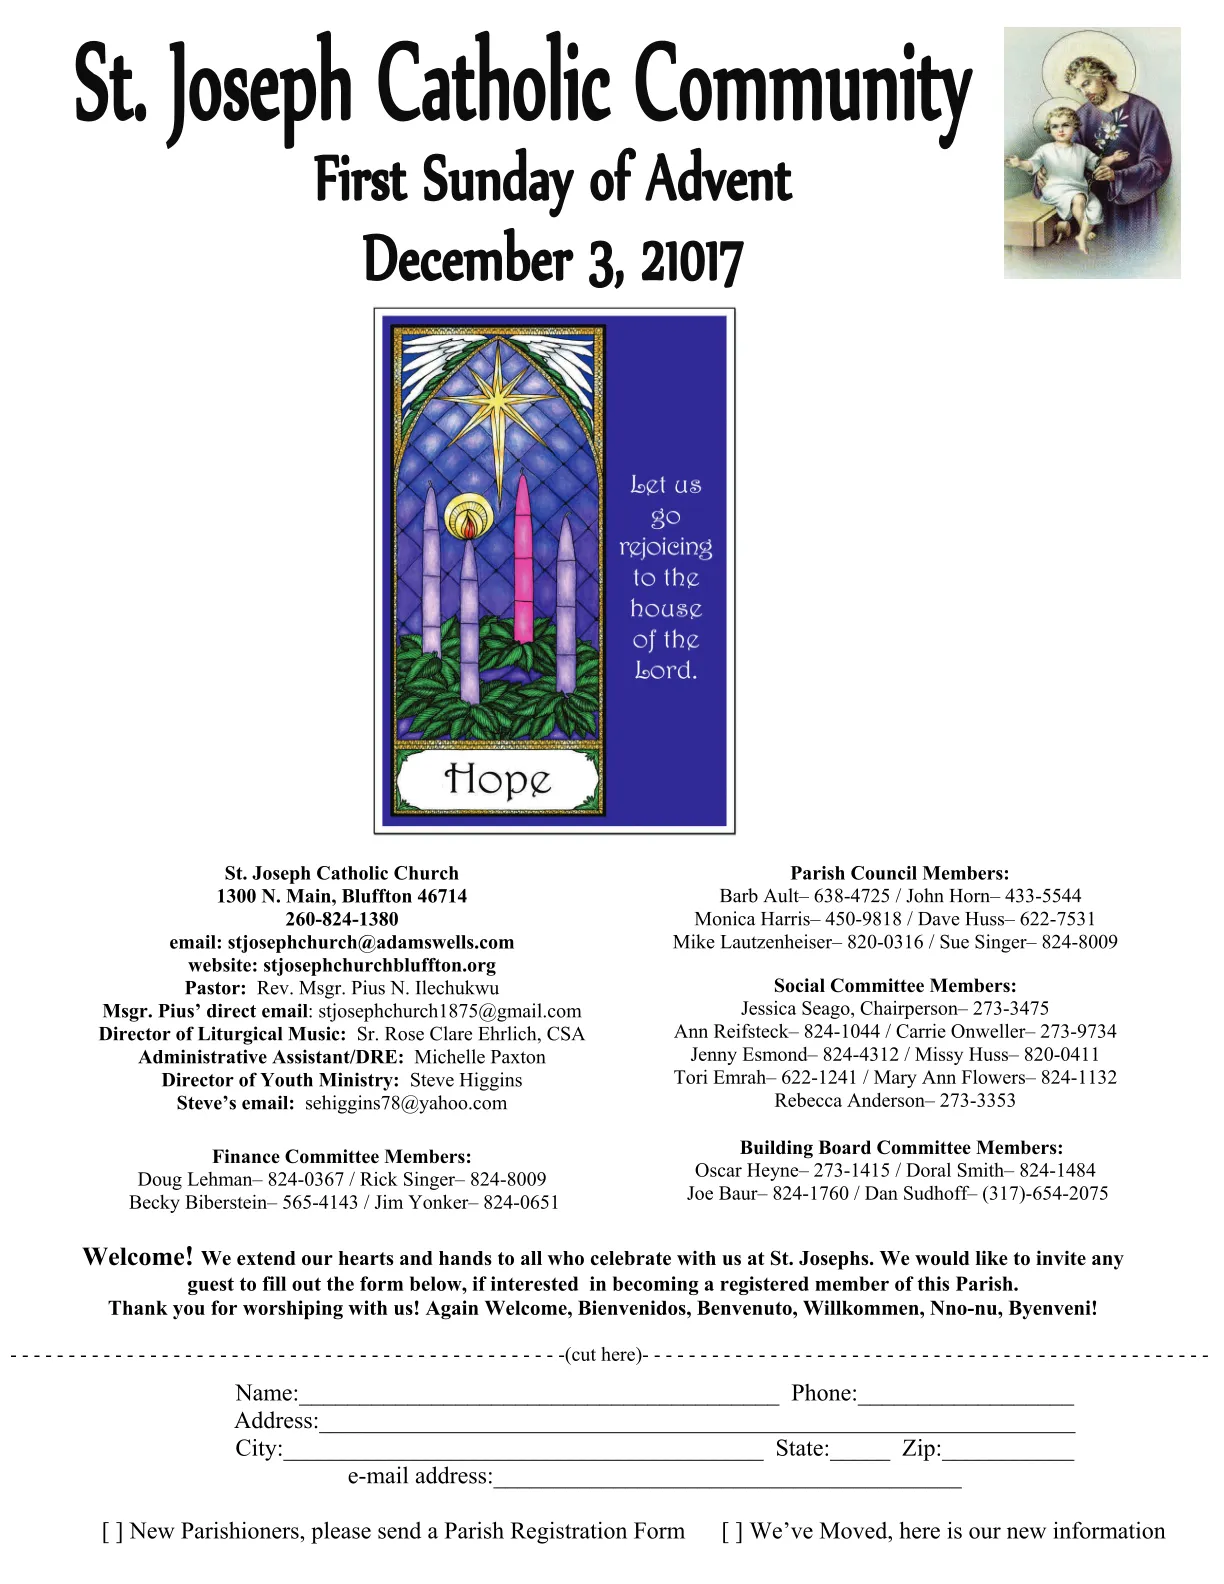 St. Joseph Catholic Community
First Sunday of Advent
December 3, 21017
Let us
go
rejoicing
to the
house
of the
Lord.
Hope
St. Joseph Catholic Church
1300 N. Main, Bluffton 46714
260-824-1380
email: stjosephchurch@adamswells.com
website: stjosephchurchbluffton.org
Pastor: Rev. Msgr. Pius N. Ilechukwu
Msgr. Pius’ direct email: stjosephchurch1875@gmail.com
Director of Liturgical Music: Sr. Rose Clare Ehrlich, CSA
Administrative Assistant/DRE: Michelle Paxton
Director of Youth Ministry: Steve Higgins
Steve’s email: sehiggins78@yahoo.com
Finance Committee Members:
Doug Lehman– 824-0367 / Rick Singer– 824-8009
Becky Biberstein– 565-4143 / Jim Yonker– 824-0651
Parish Council Members:
Barb Ault– 638-4725 / John Horn– 433-5544
Monica Harris– 450-9818 / Dave Huss– 622-7531
Mike Lautzenheiser– 820-0316 / Sue Singer– 824-8009
Social Committee Members:
Jessica Seago, Chairperson– 273-3475
Ann Reifsteck– 824-1044 / Carrie Onweller– 273-9734
Jenny Esmond– 824-4312 / Missy Huss– 820-0411
Tori Emrah– 622-1241 / Mary Ann Flowers– 824-1132
Rebecca Anderson– 273-3353
Building Board Committee Members:
Oscar Heyne– 273-1415 / Doral Smith– 824-1484
Joe Baur– 824-1760 / Dan Sudhoff– (317)-654-2075
Welcome! We extend our hearts and hands to all who celebrate with us at St. Josephs. We would like to invite any
guest to fill out the form below, if interested in becoming a registered member of this Parish.
Thank you for worshiping with us! Again Welcome, Bienvenidos, Benvenuto, Willkommen, Nno-nu, Byenveni!
- - - - - - - - - - - - - - - - - - - - - - - - - - - - - - - - - - - - - - - - - - - - - - - -(cut here)- - - - - - - - - - - - - - - - - - - - - - - - - - - - - - - - - - - - - - - - - - - - - - - - -
Name:________________________________________ Phone:__________________
Address:_______________________________________________________________
City:________________________________________ State:_____ Zip:___________
e-mail address:_______________________________________
[ ] New Parishioners, please send a Parish Registration Form [ ] We’ve Moved, here is our new information